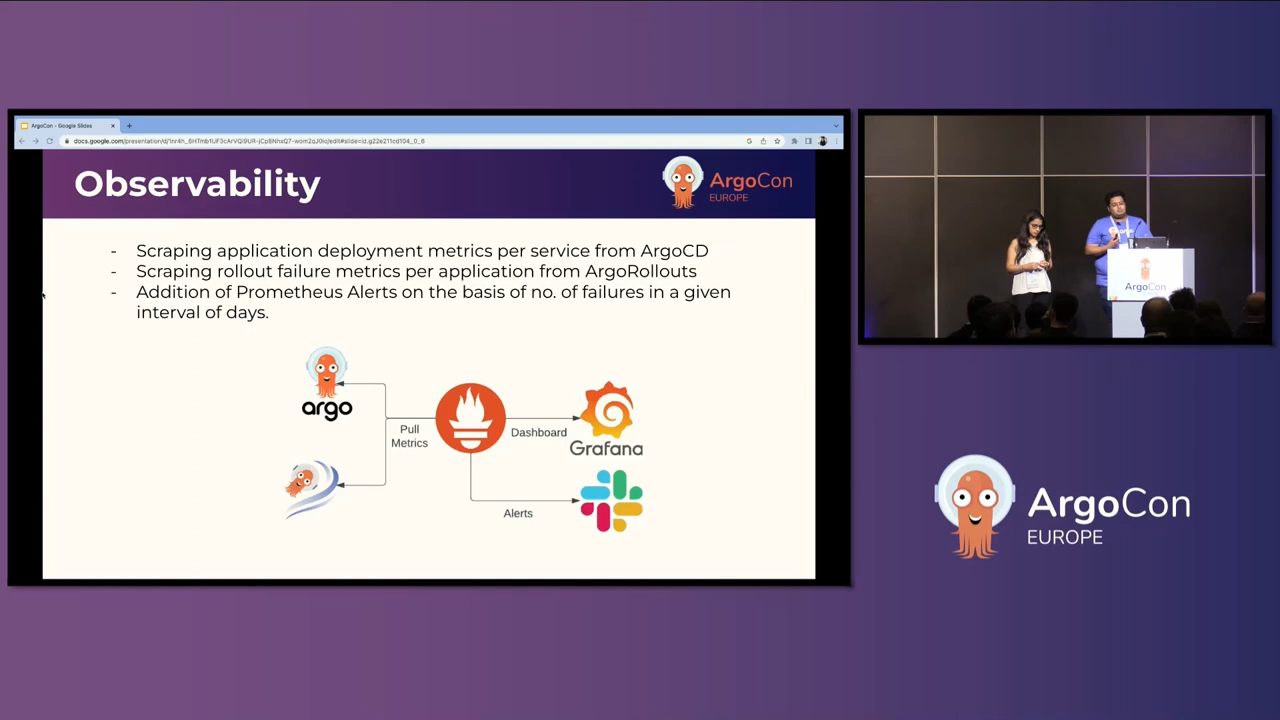 ArgoCon - Google Slides
Observability
ArgoCon
EUROPE
- Scraping application deployment metrics per service from ArgoCD
- Scraping rollout failure metrics per application from ArgoRollouts
- Addition of Prometheus Alerts on the basis of no. of failures in a given
interval of days.
argo
Pull
Metrics
Dashboard
Grafana
Alerts
ArgoCon
ArgoCon
EUROPE